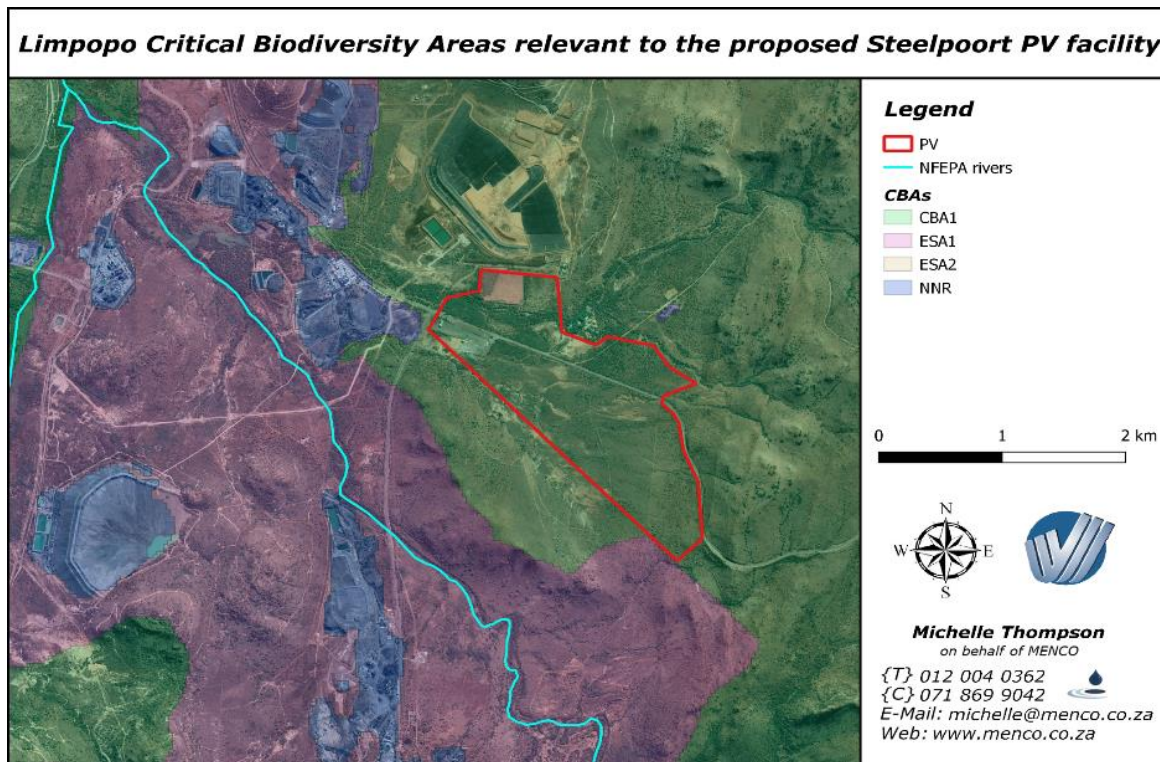 Limpopo Critical Biodiversity Areas relevant to the proposed Steelpoort PV facility
Legend
PV
NFEPA rivers
CBAs
CBA1
ESA1
ESA2
NNR
0 1 2 km
N
W E
S
Michelle Thompson
on behalf of MENCO
{T} 012 004 0362
{C} 071 869 9042
E-Mail: michelle@menco.co.za
Web: www.menco.co.za